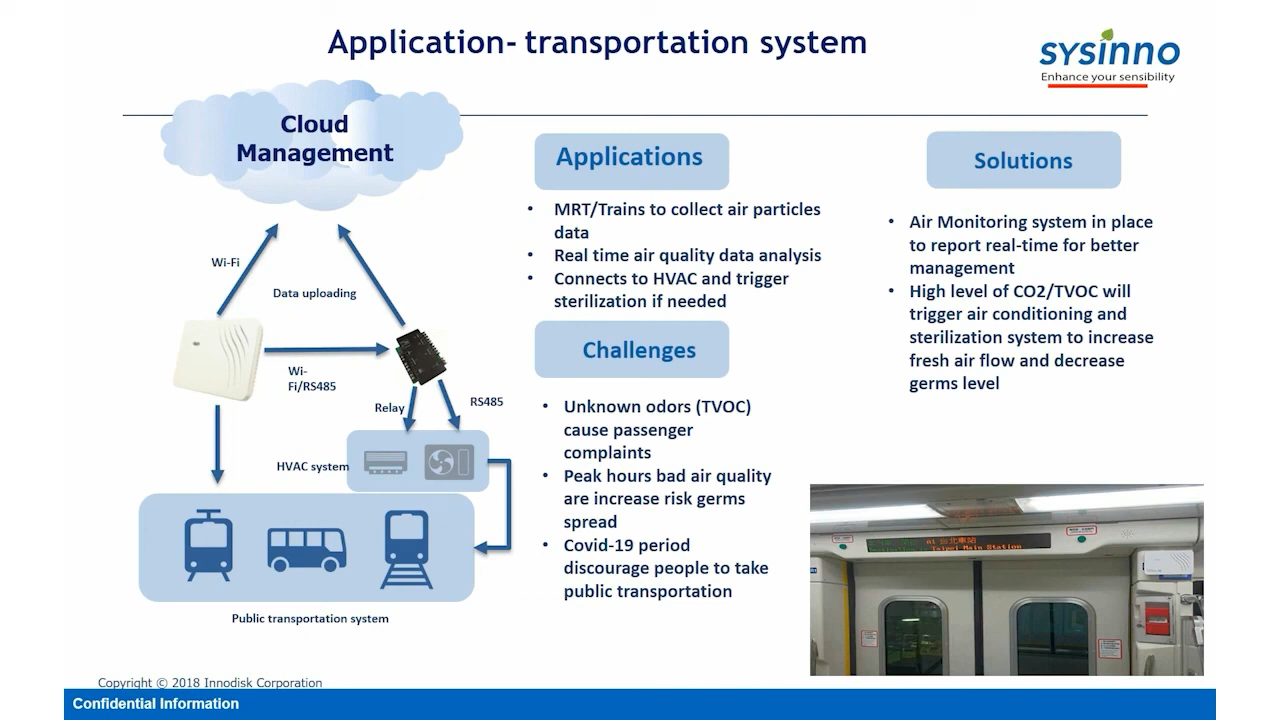 Application- transportation system
sysinno
Enhance your sensibility
Cloud
Management
Wi-Fi
Data uploading
Wi-
Fi/RS485
Relay
RS485
HVAC system
Public transportation system
Applications
• MRT/Trains to collect air particles
data
• Real time air quality data analysis
• Connects to HVAC and trigger
sterilization if needed
Challenges
• Unknown odors (TVOC)
cause passenger
complaints
• Peak hours bad air quality
are increase risk germs
spread
• Covid-19 period
discourage people to take
public transportation
Solutions
• Air Monitoring system in place
to report real-time for better
management
• High level of CO2/TVOC will
trigger air conditioning and
sterilization system to increase
fresh air flow and decrease
germs level
A1 台北車站
Taipei Main Station
Copyright © 2018 Innodisk Corporation
Confidential Information